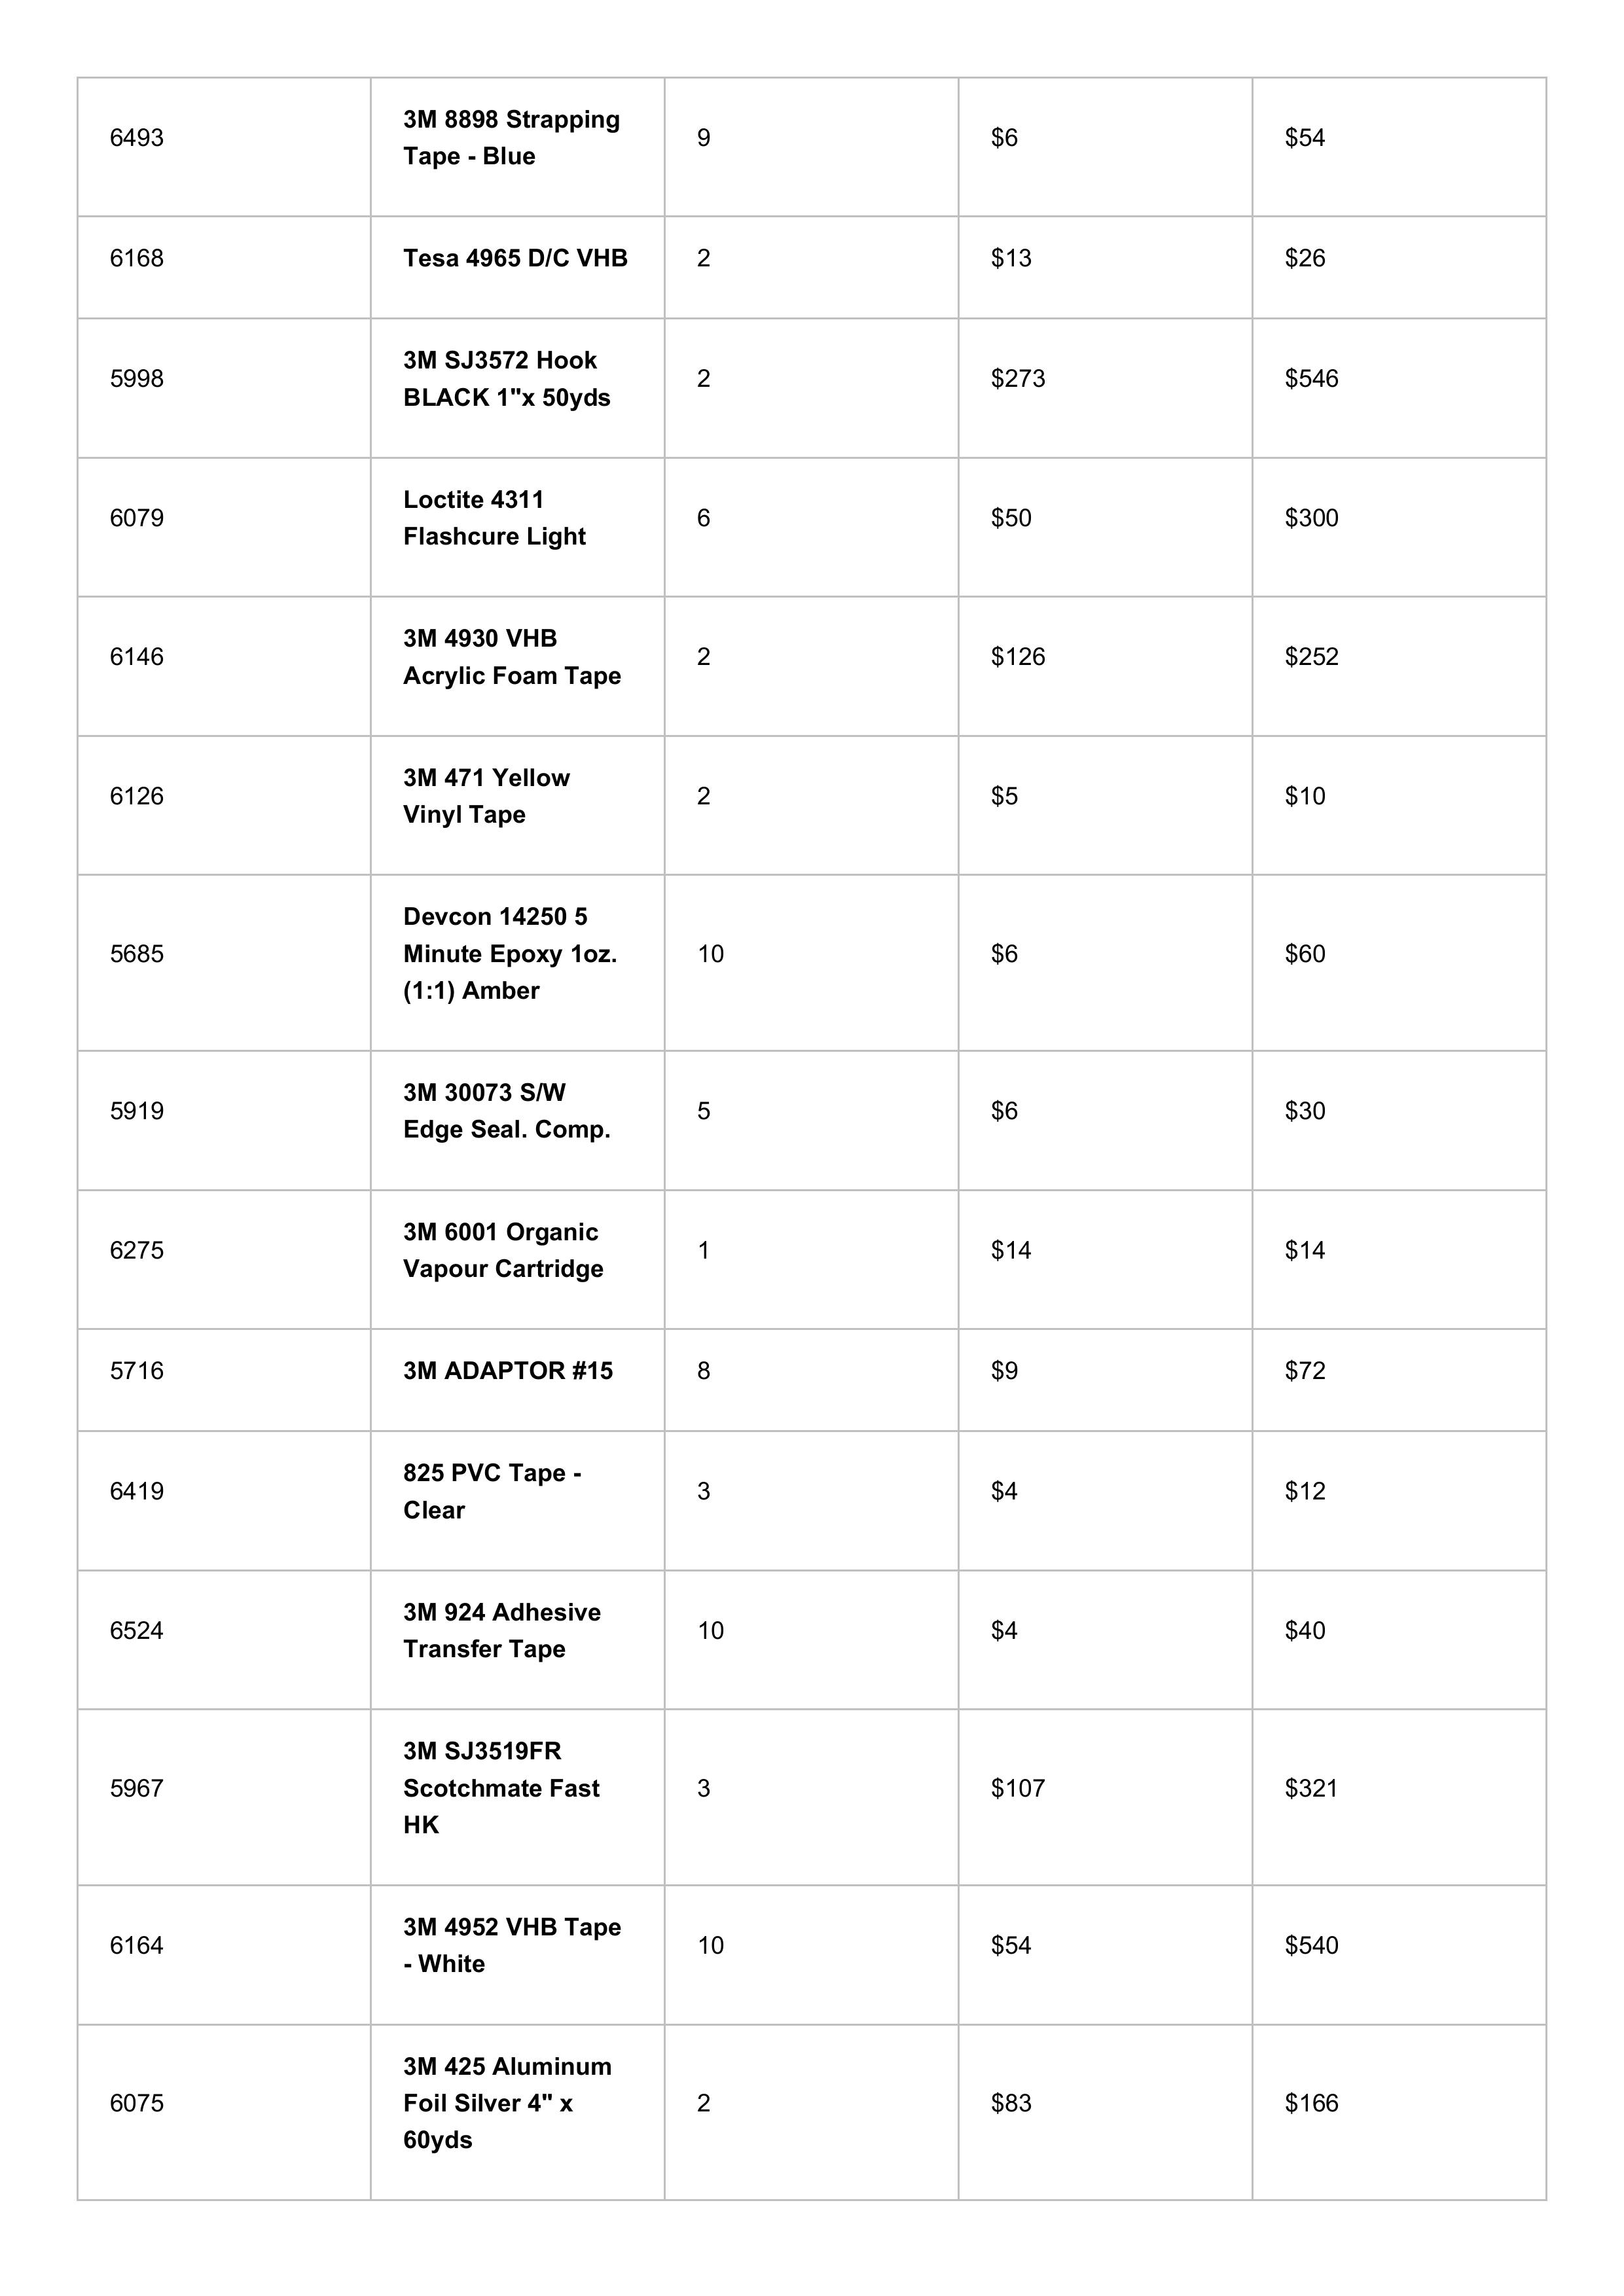 6493
3M 8898 Strapping
Tape - Blue
9
$6
$54
6168
Tesa 4965 D/C VHB
2
$13
$26
5998
3M SJ3572 Hook
BLACK 1"x 50yds
2
$273
$546
6079
Loctite 4311
Flashcure Light
6
$50
$300
6146
3M 4930 VHB
Acrylic Foam Tape
2
$126
$252
6126
3M 471 Yellow
Vinyl Tape
2
$5
$10
5685
Devcon 14250 5
Minute Epoxy 1oz.
(1:1) Amber
10
$6
$60
5919
3M 30073 S/W
Edge Seal. Comp.
5
$6
$30
6275
3M 6001 Organic
Vapour Cartridge
1
$14
$14
5716
3M ADAPTOR #15
8
$9
$72
6419
825 PVC Tape -
Clear
3
$4
$12
6524
3M 924 Adhesive
Transfer Tape
10
$4
$40
5967
3M SJ3519FR
Scotchmate Fast
HK
3
$107
$321
6164
3M 4952 VHB Tape
- White
10
$54
$540
6075
3M 425 Aluminum
Foil Silver 4" x
60yds
2
$83
$166